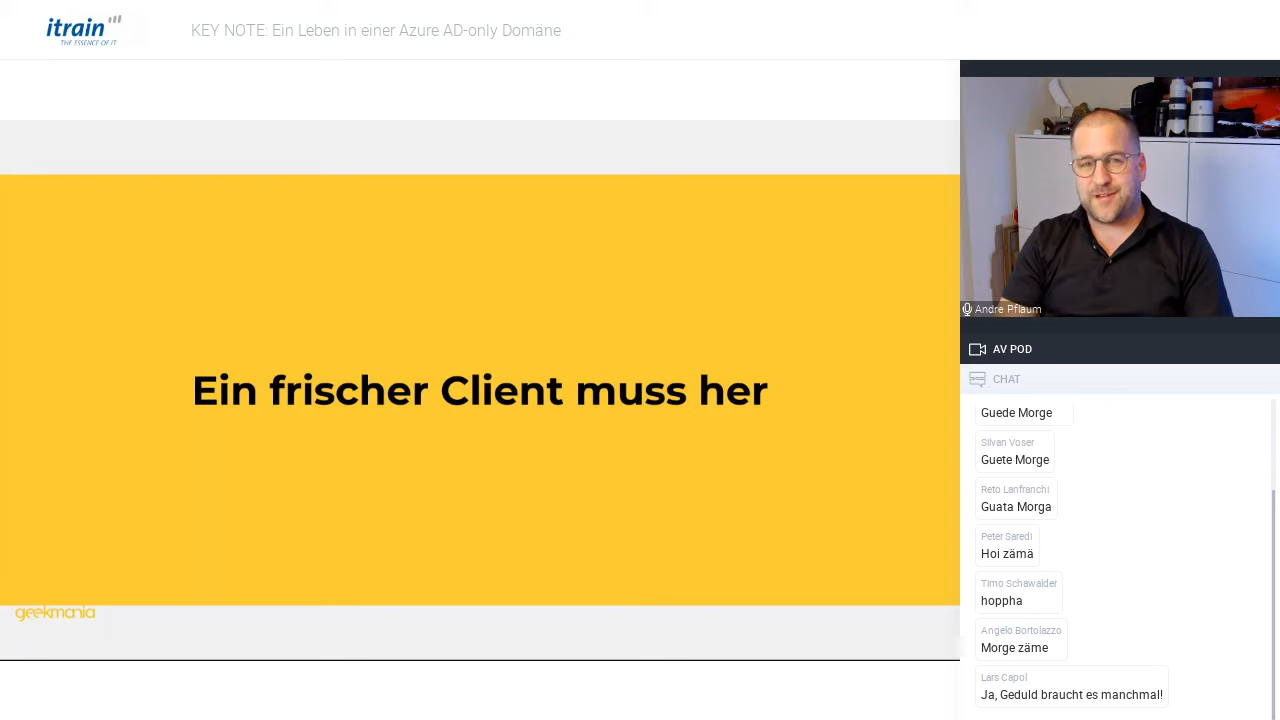 itrain
THE ESSENCE OF IT
KEY NOTE: Ein Leben in einer Azure AD-only Domäne
Ein frischer Client muss her
geekmania
Andre Pflaum
AV POD
CHAT
Guede Morge
Silvan Voser
Guete Morge
Reto Lanfranchi
Guata Morga
Peter Saredi
Hoi zämä
Timo Schawalder
hoppha
Angelo Bortolazzo
Morge zäme
Lars Capol
Ja, Geduld braucht es manchmal!